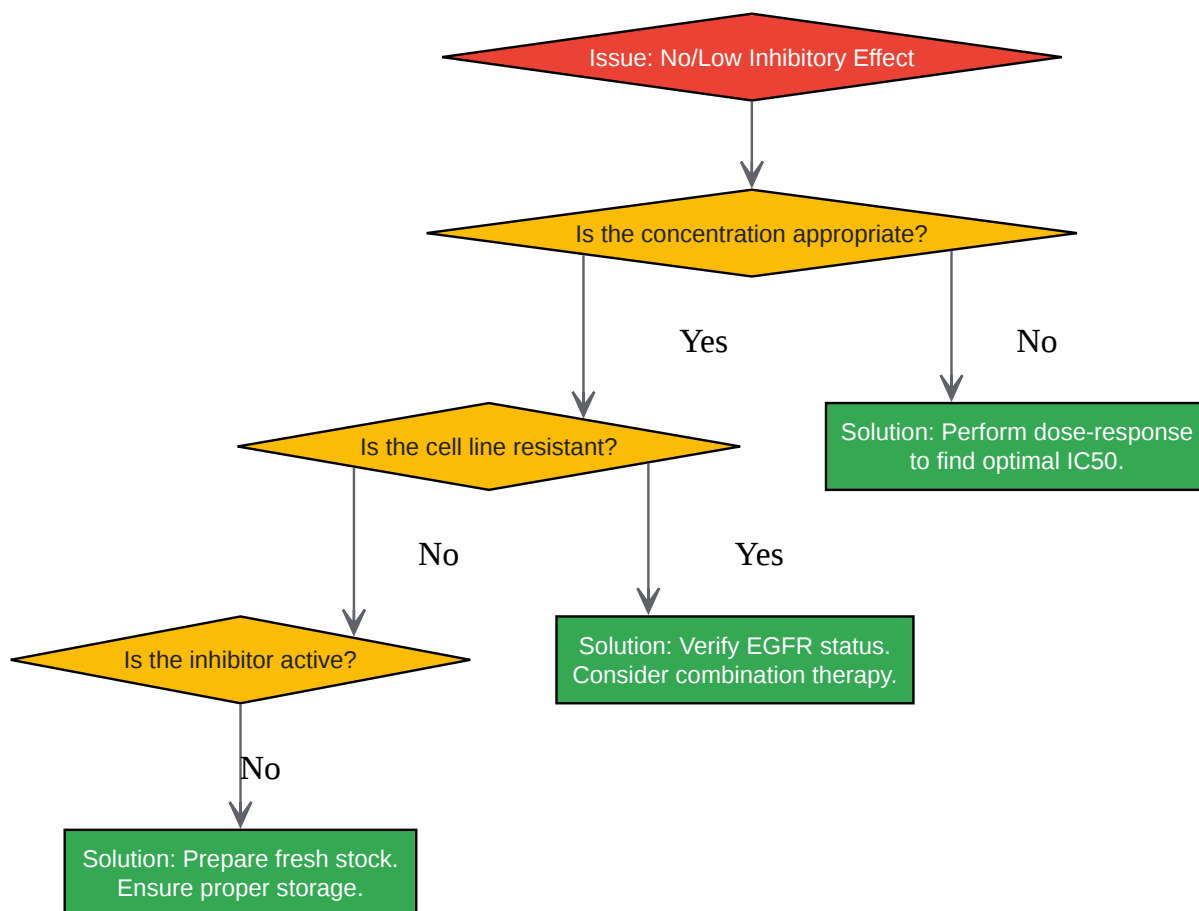 Issue: No/Low Inhibitory Effect
Is the concentration appropriate?
Yes
No
Is the cell line resistant?
Solution: Perform dose-response
to find optimal IC50.
No
Yes
Is the inhibitor active?
Solution: Verify EGFR status.
Consider combination therapy.
No
Solution: Prepare fresh stock.
Ensure proper storage.